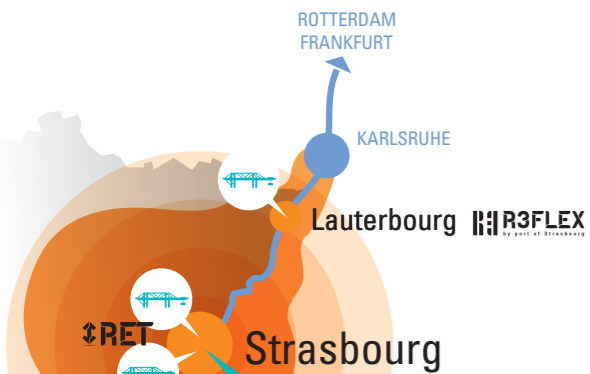 ROTTERDAM
FRANKFURT
KARLSRUHE
Lauterbourg R3FLEX
by port of Strasbourg
RET
Strasbourg